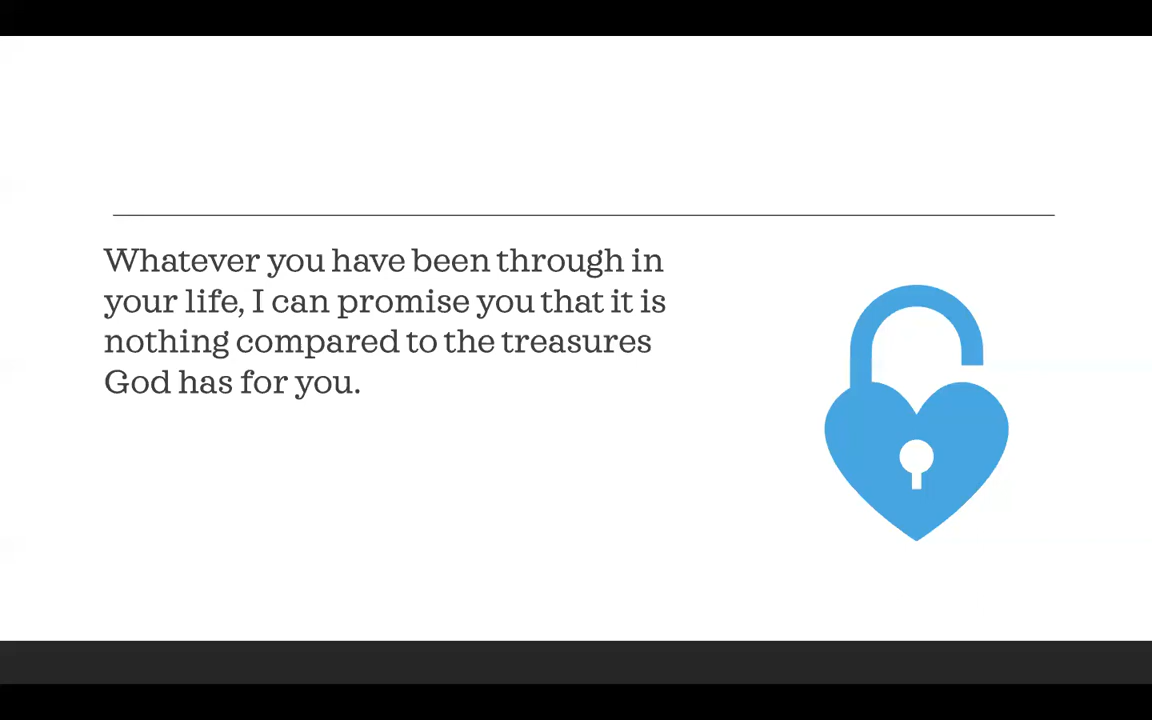 Whatever you have been through in
your life, I can promise you that it is
nothing compared to the treasures
God has for you.